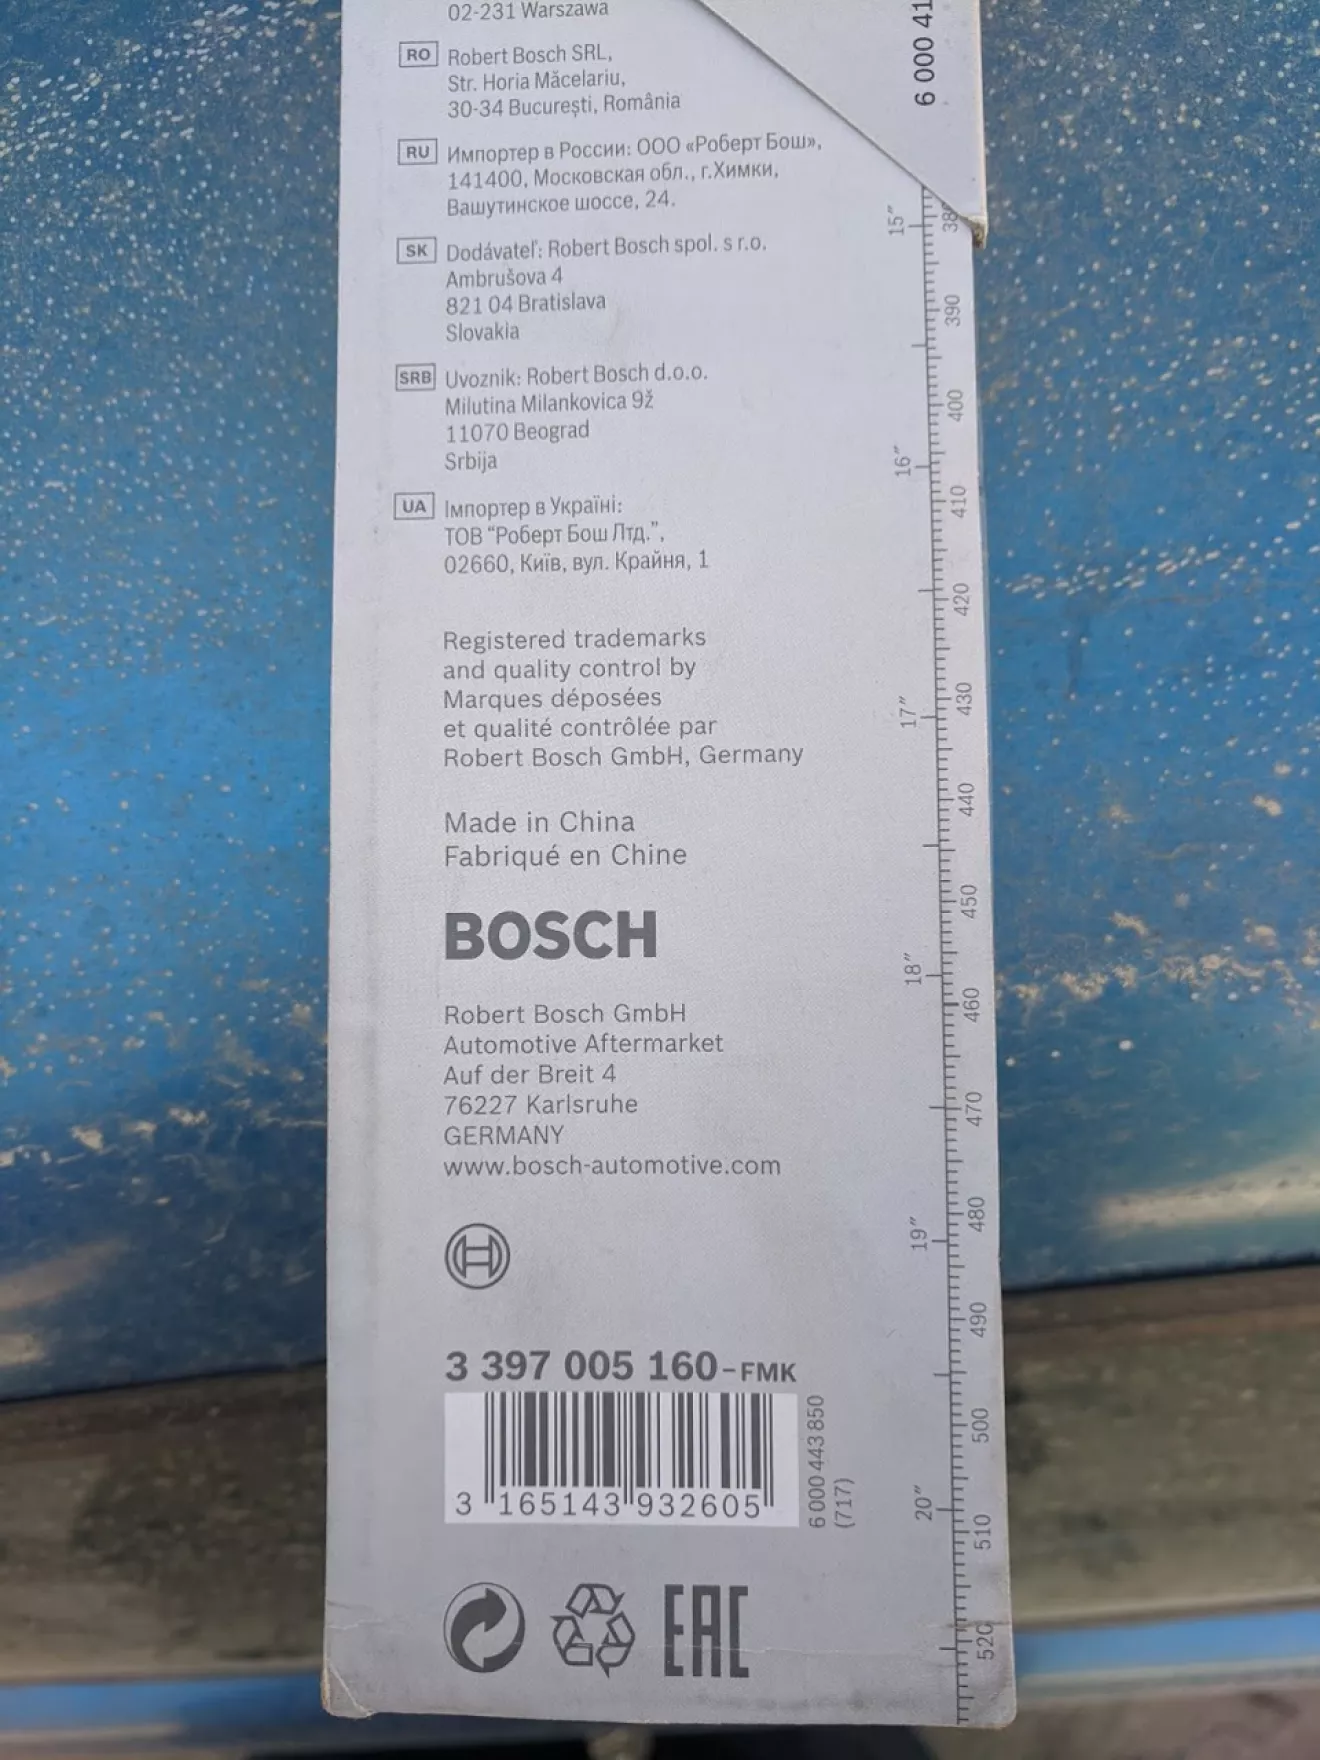 02-231 Warszawa
RO Robert Bosch SRL,
Str. Horia Măcelariu,
30-34 Bucureşti, România
RU Импортер в России: ООО «Роберт Бош»,
141400, Московская обл., г.Химки,
Вашутинское шоссе, 24.
SK Dodávateľ: Robert Bosch spol. s r.o.
Ambrušova 4
821 04 Bratislava
Slovakia
SRB Uvoznik: Robert Bosch d.o.o.
Milutina Milankovica 9ž
11070 Beograd
Srbija
UA Імпортер в Україні:
ТОВ “Роберт Бош Лтд.”,
02660, Київ, вул. Крайня, 1
Registered trademarks
and quality control by
Marques déposées
et qualité contrôlée par
Robert Bosch GmbH, Germany
Made in China
Fabriqué en Chine
BOSCH
Robert Bosch GmbH
Automotive Aftermarket
Auf der Breit 4
76227 Karlsruhe
GERMANY
www.bosch-automotive.com
3 397 005 160-FMK
3 165143 932605
6 000 443 850
(717)
EAC
6 000 41
15″
16″
17″
18″
19″
20″
380
390
400
410
420
430
440
450
460
470
480
490
500
510
520